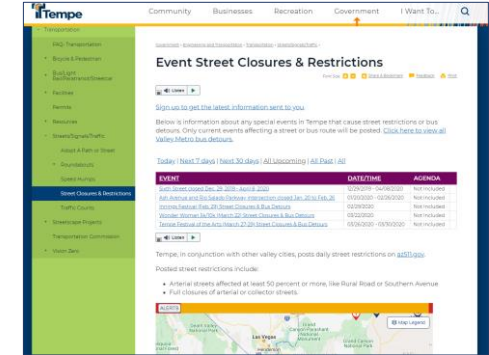 Tempe
Community
Businesses
Recreation
Government
I Want To...
Transportation
FAQ: Transportation
Bicycle & Pedestrian
Facilities
Permits
Resources
Streets/Signals/Traffic
Adopt A Path or Street
Roundabouts
Speed Humps
Street Closures & Restrictions
Traffic Counts
Streetscape Projects
Transportation Commission
Vision Zero
Event Street Closures & Restrictions
Share & Bookmark
Feedback
Print
Listen
Sign up to get the latest information sent to you.
Below is information about any special events in Tempe that cause street restrictions or bus
detours. Only current events affecting a street or bus route will be posted. Click here to view all
Valley Metro bus detours.
Today | Next 7 days | Next 30 days | All Upcoming | All Past | All
EVENT DATE/TIME AGENDA
Sixth Street closed Dec. 29, 2019 - April 8, 2020 12/29/2019 - 04/08/2020 Not Included
Ash Avenue and Rio Salado Parkway intersection closed Jan. 20 to Feb. 26 01/20/2020 - 02/26/2020 Not Included
Innings Festival (Feb. 29) Street Closures & Bus Detours 02/29/2020 Not Included
Wonder Woman 5k/10k (March 22) Street Closures & Bus Detours 03/22/2020 Not Included
Tempe Festival of the Arts (March 27-29) Street Closures & Bus Detours 03/26/2020 - 03/30/2020 Not Included
Listen
Tempe, in conjunction with other valley cities, posts daily street restrictions on az511.gov.
Posted street restrictions include:
Arterial streets affected at least 50 percent or more, like Rural Road or Southern Avenue
Full closures of arterial or collector streets.
ALERTS
Map Legend
Las Vegas
Henderson